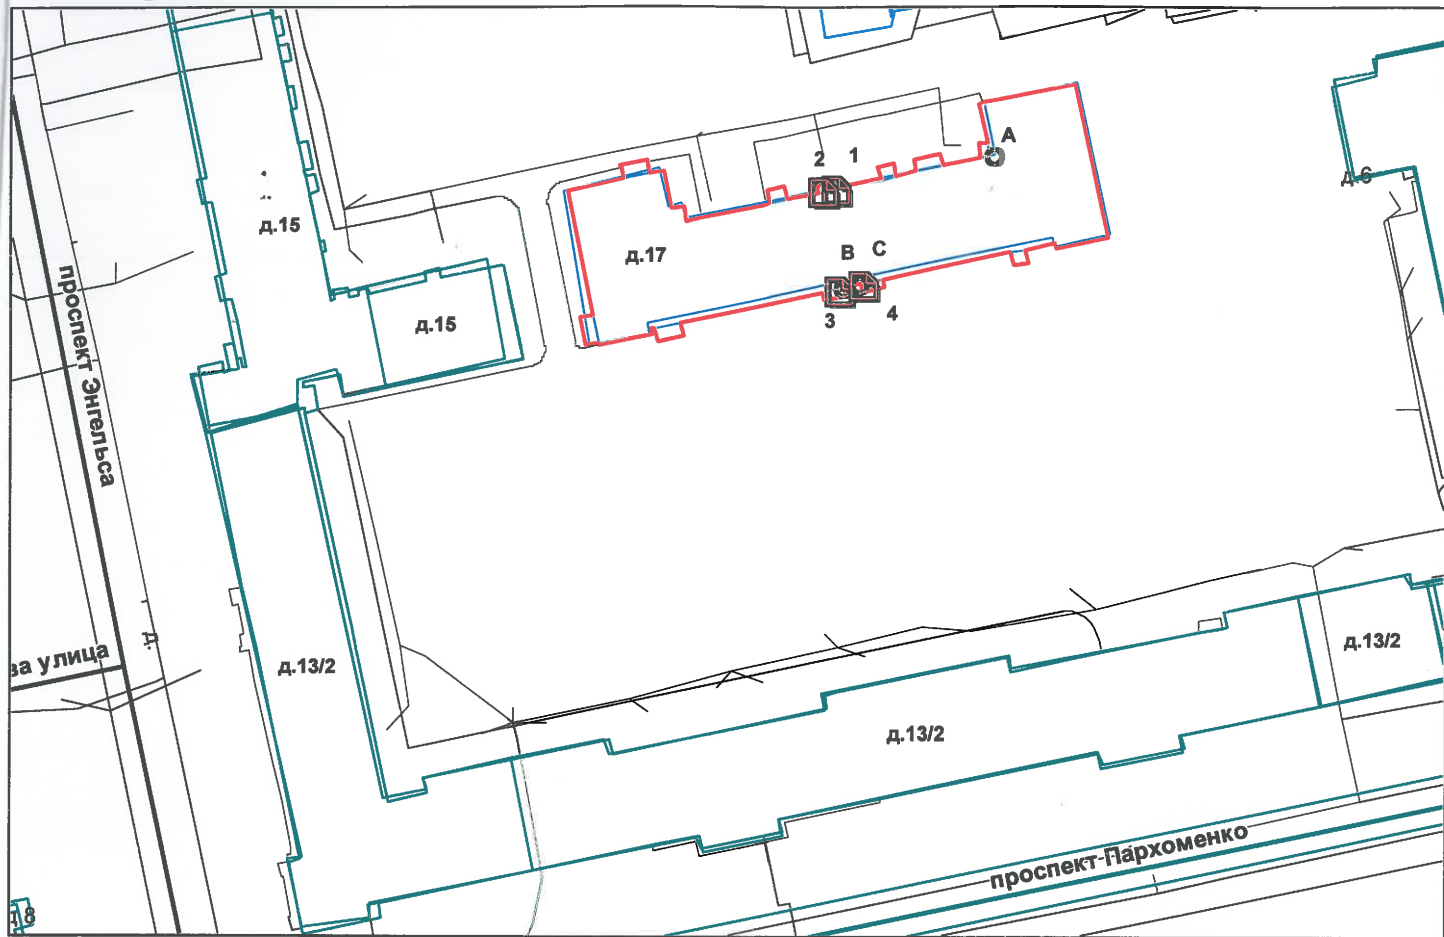 A
2 1
д.6
д.15
B C
д.17
3 4
д.15
проспект Энгельса
д.
ва улица
д.13/2
д.13/2
д.13/2
проспект Пархоменко
д.8